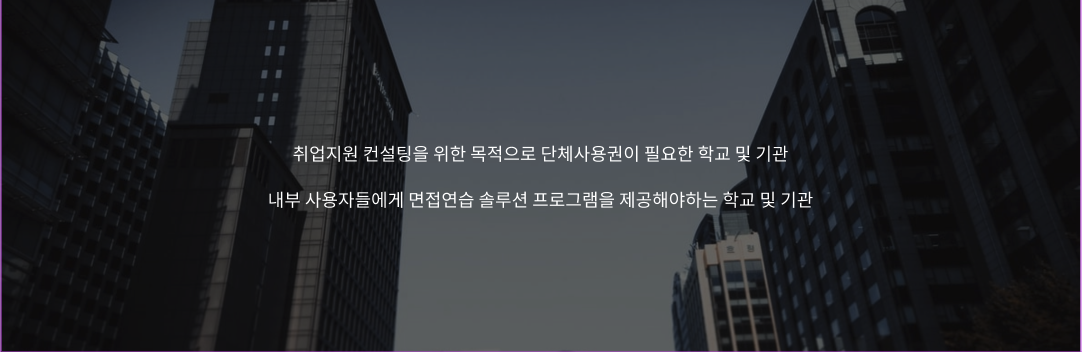 취업지원 컨설팅을 위한 목적으로 단체사용권이 필요한 학교 및 기관
내부 사용자들에게 면접연습 솔루션 프로그램을 제공해야하는 학교 및 기관